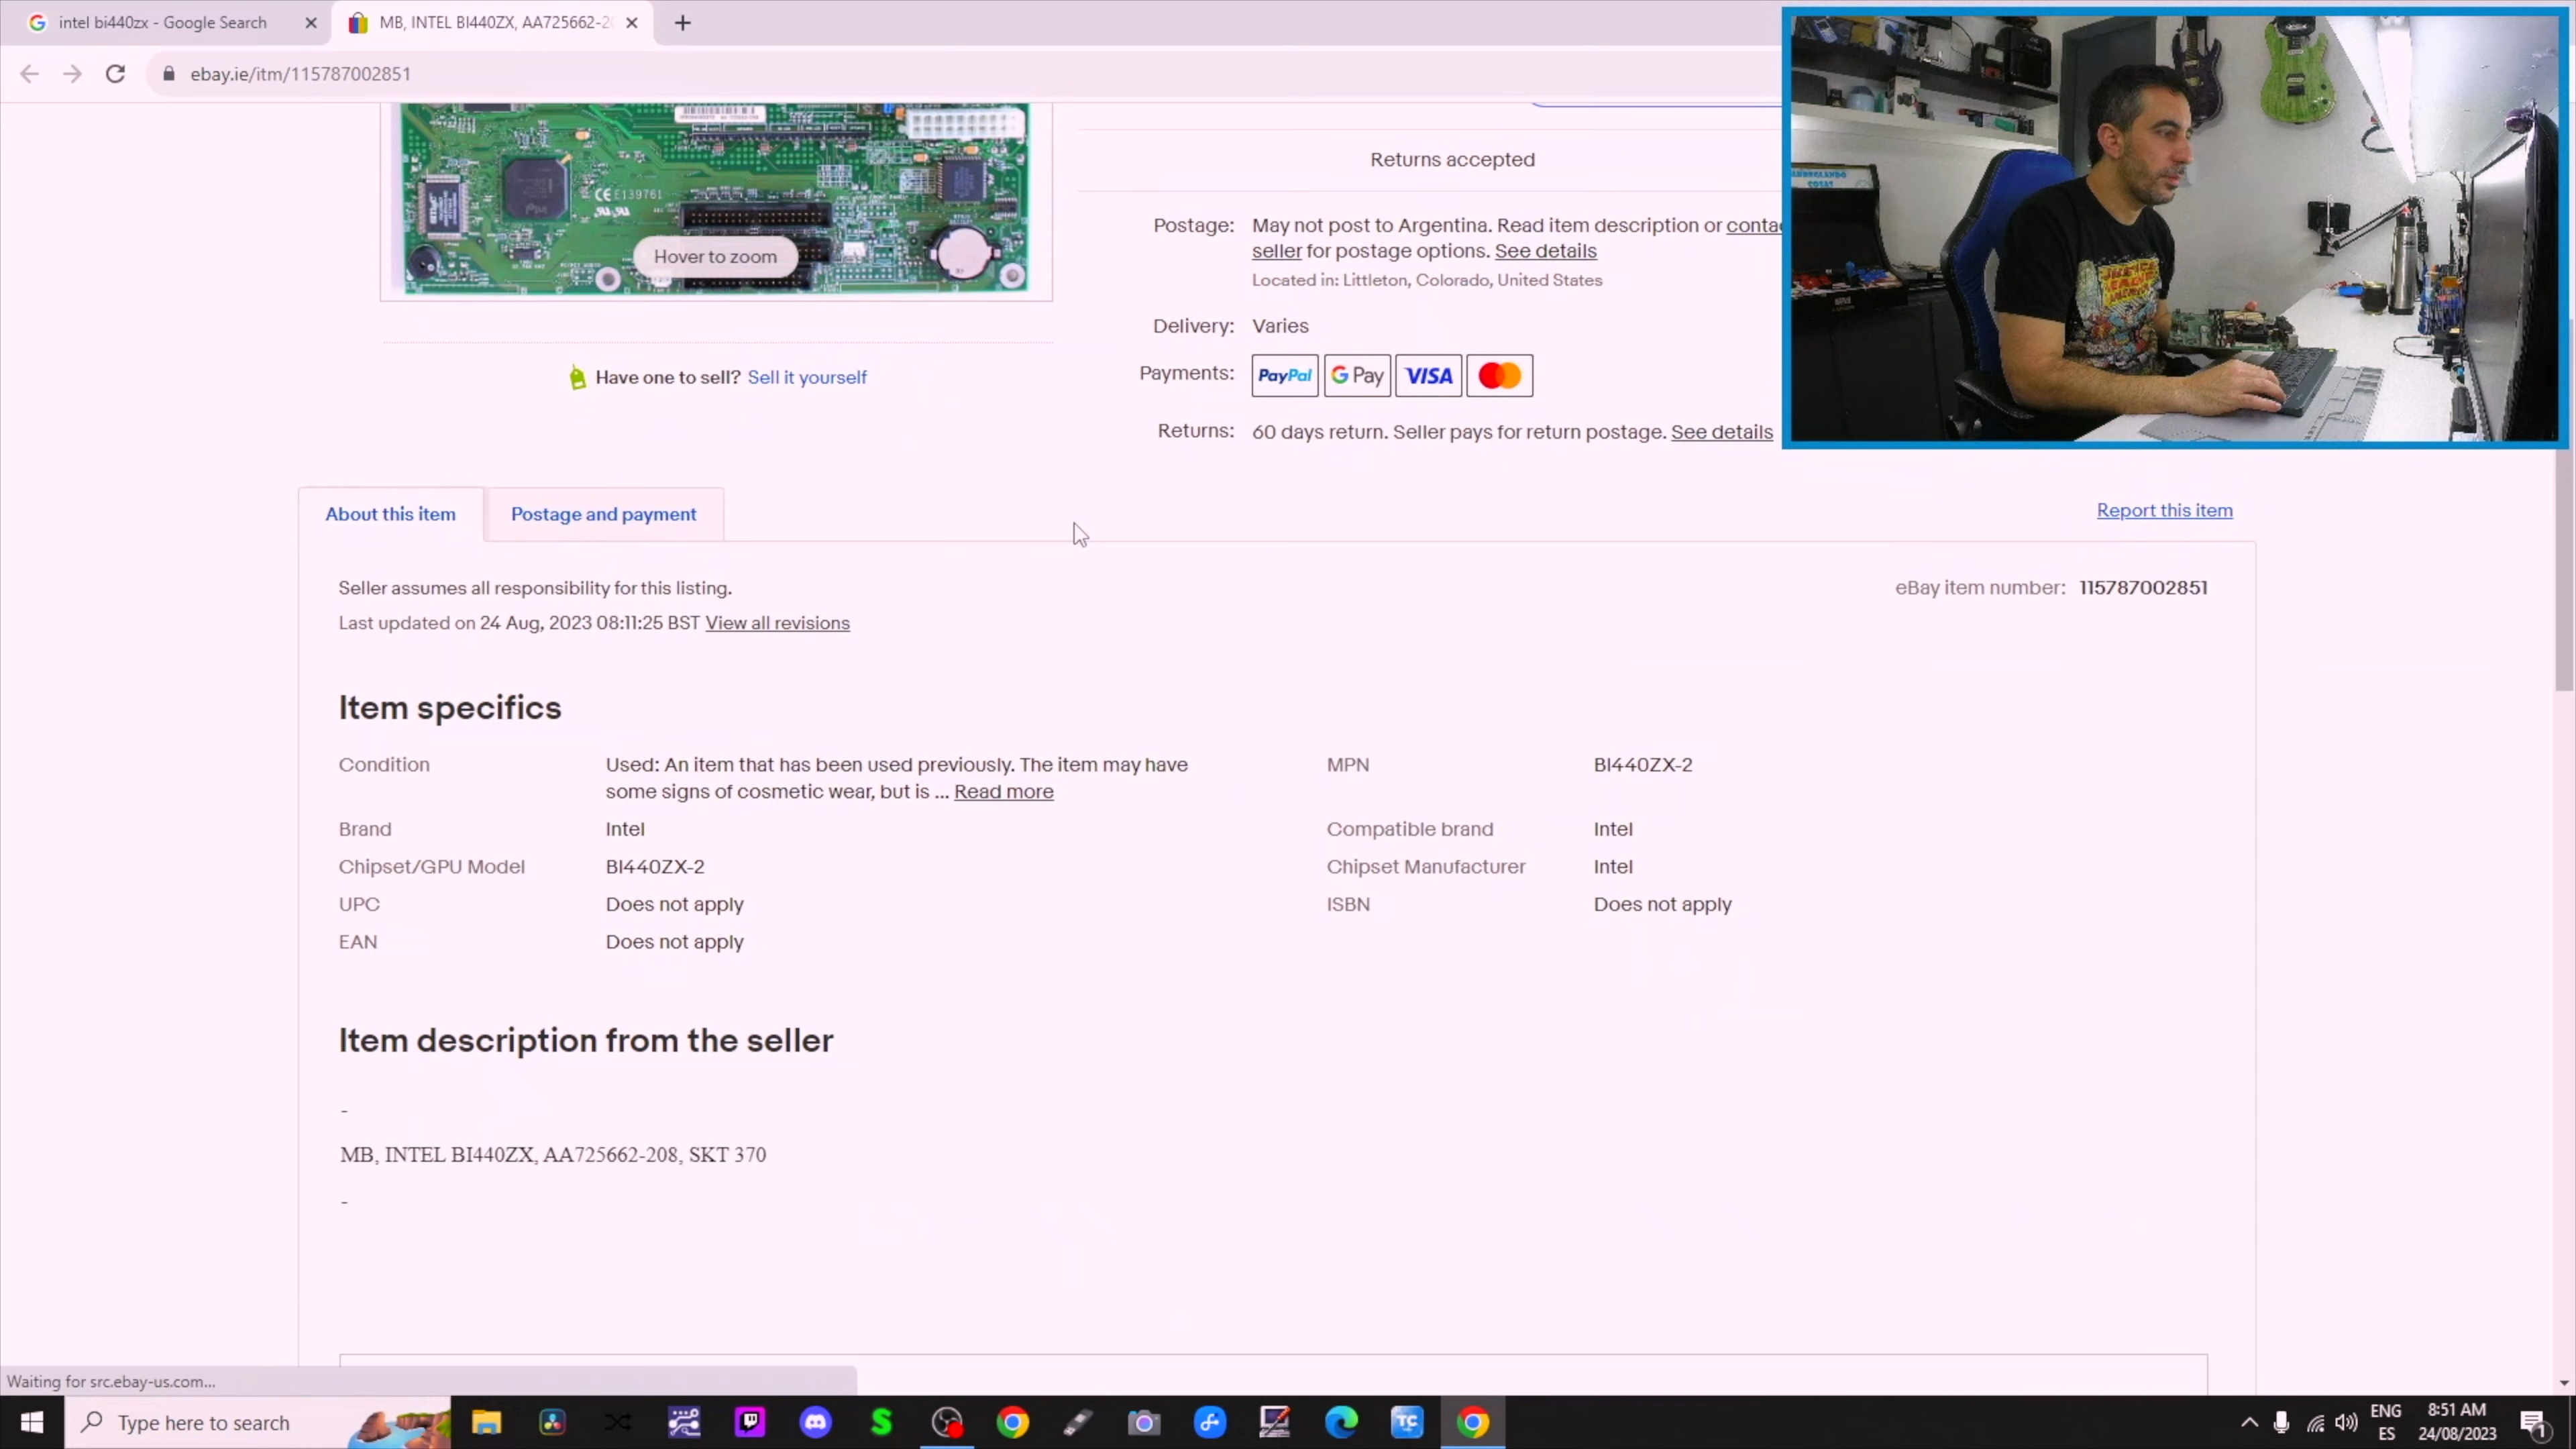 intel bi440zx - Google Search
MB, INTEL BI440ZX, AA725662-20
ebay.ie/itm/115787002851
E139761
Hover to zoom
Have one to sell? Sell it yourself
Returns accepted
Postage: May not post to Argentina. Read item description or conta
seller for postage options. See details
Located in: Littleton, Colorado, United States
Delivery: Varies
Payments: PayPal G Pay VISA
Returns: 60 days return. Seller pays for return postage. See details
COSAS
About this item
Postage and payment
Report this item
Seller assumes all responsibility for this listing.
eBay item number: 115787002851
Last updated on 24 Aug, 2023 08:11:25 BST View all revisions
Item specifics
Condition
Used: An item that has been used previously. The item may have
some signs of cosmetic wear, but is ... Read more
MPN
BI440ZX-2
Brand
Intel
Compatible brand
Intel
Chipset/GPU Model
BI440ZX-2
Chipset Manufacturer
Intel
UPC
Does not apply
ISBN
Does not apply
EAN
Does not apply
Item description from the seller
-
MB, INTEL BI440ZX, AA725662-208, SKT 370
-
Waiting for src.ebay-us.com...
Type here to search
TC
ENG
ES
8:51 AM
24/08/2023
1